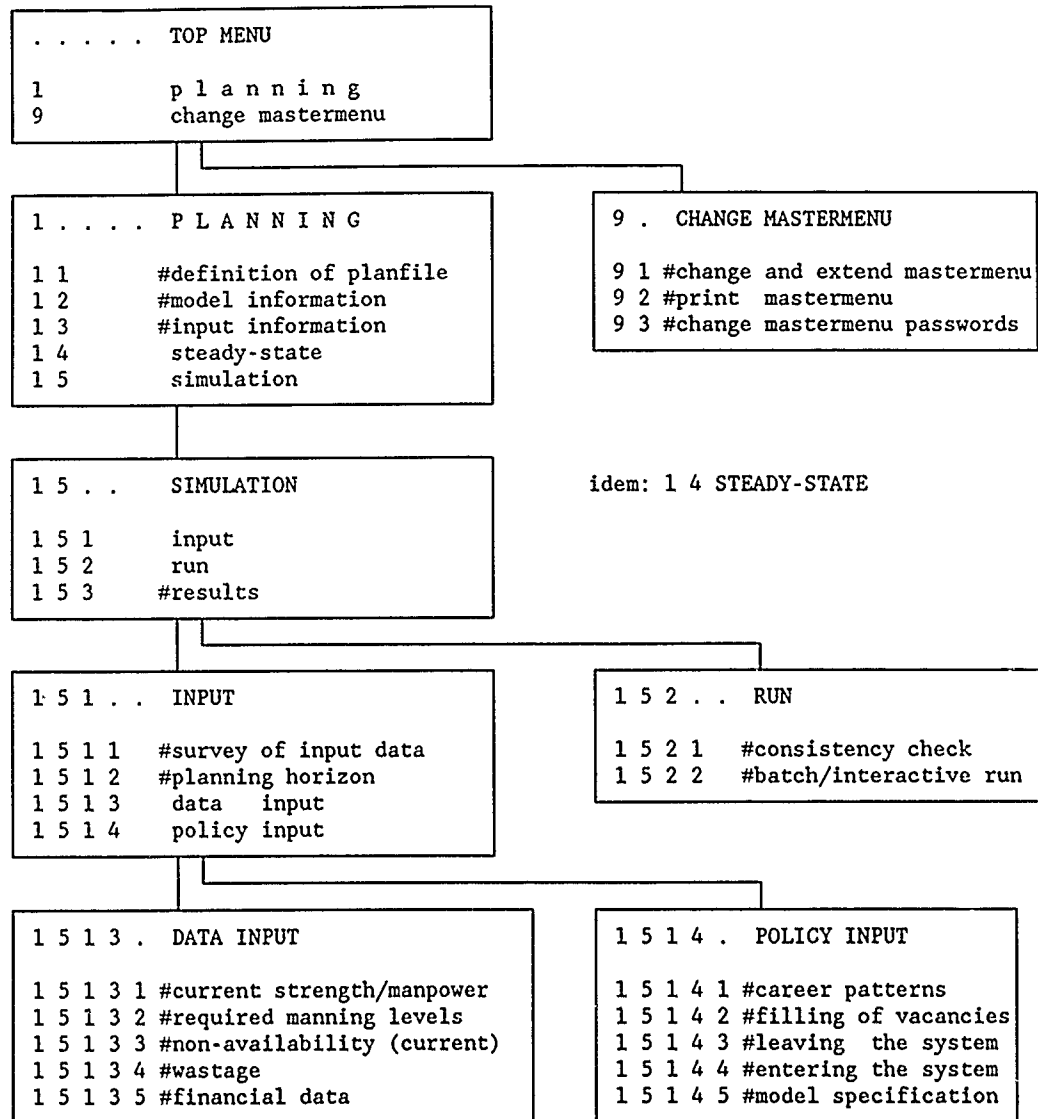 . . . . . TOP MENU
1 p l a n n i n g
9 change mastermenu
1 . . . . P L A N N I N G
1 1 #definition of planfile
1 2 #model information
1 3 #input information
1 4 steady-state
1 5 simulation
9 . CHANGE MASTERMENU
9 1 #change and extend mastermenu
9 2 #print mastermenu
9 3 #change mastermenu passwords
1 5 . . SIMULATION
1 5 1 input
1 5 2 run
1 5 3 #results
idem: 1 4 STEADY-STATE
1 5 1 . . INPUT
1 5 1 1 #survey of input data
1 5 1 2 #planning horizon
1 5 1 3 data input
1 5 1 4 policy input
1 5 2 . . RUN
1 5 2 1 #consistency check
1 5 2 2 #batch/interactive run
1 5 1 3 . DATA INPUT
1 5 1 3 1 #current strength/manpower
1 5 1 3 2 #required manning levels
1 5 1 3 3 #non-availability (current)
1 5 1 3 4 #wastage
1 5 1 3 5 #financial data
1 5 1 4 . POLICY INPUT
1 5 1 4 1 #career patterns
1 5 1 4 2 #filling of vacancies
1 5 1 4 3 #leaving the system
1 5 1 4 4 #entering the system
1 5 1 4 5 #model specification